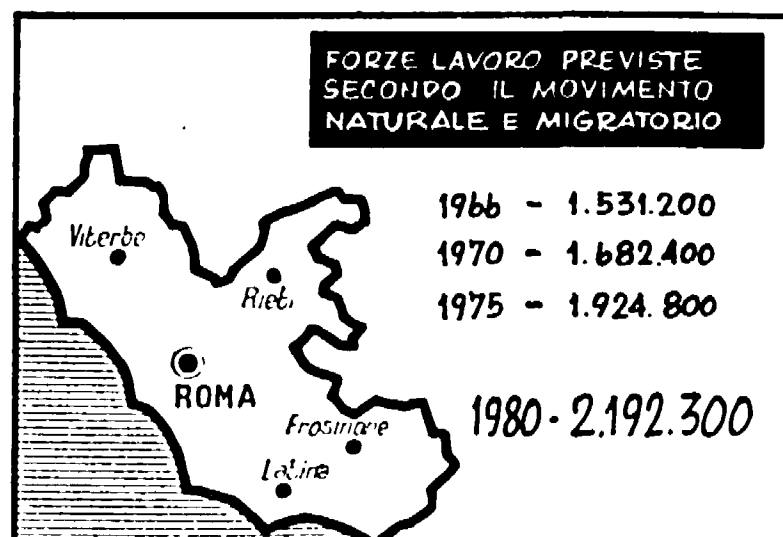 FORZE LAVORO PREVISTE
SECONDO IL MOVIMENTO
NATURALE E MIGRATORIO
1966 - 1.531.200
1970 - 1.682.400
1975 - 1.924.800
1980 - 2.192.300
Viterbo
Rieti
ROMA
Frosinone
Latina